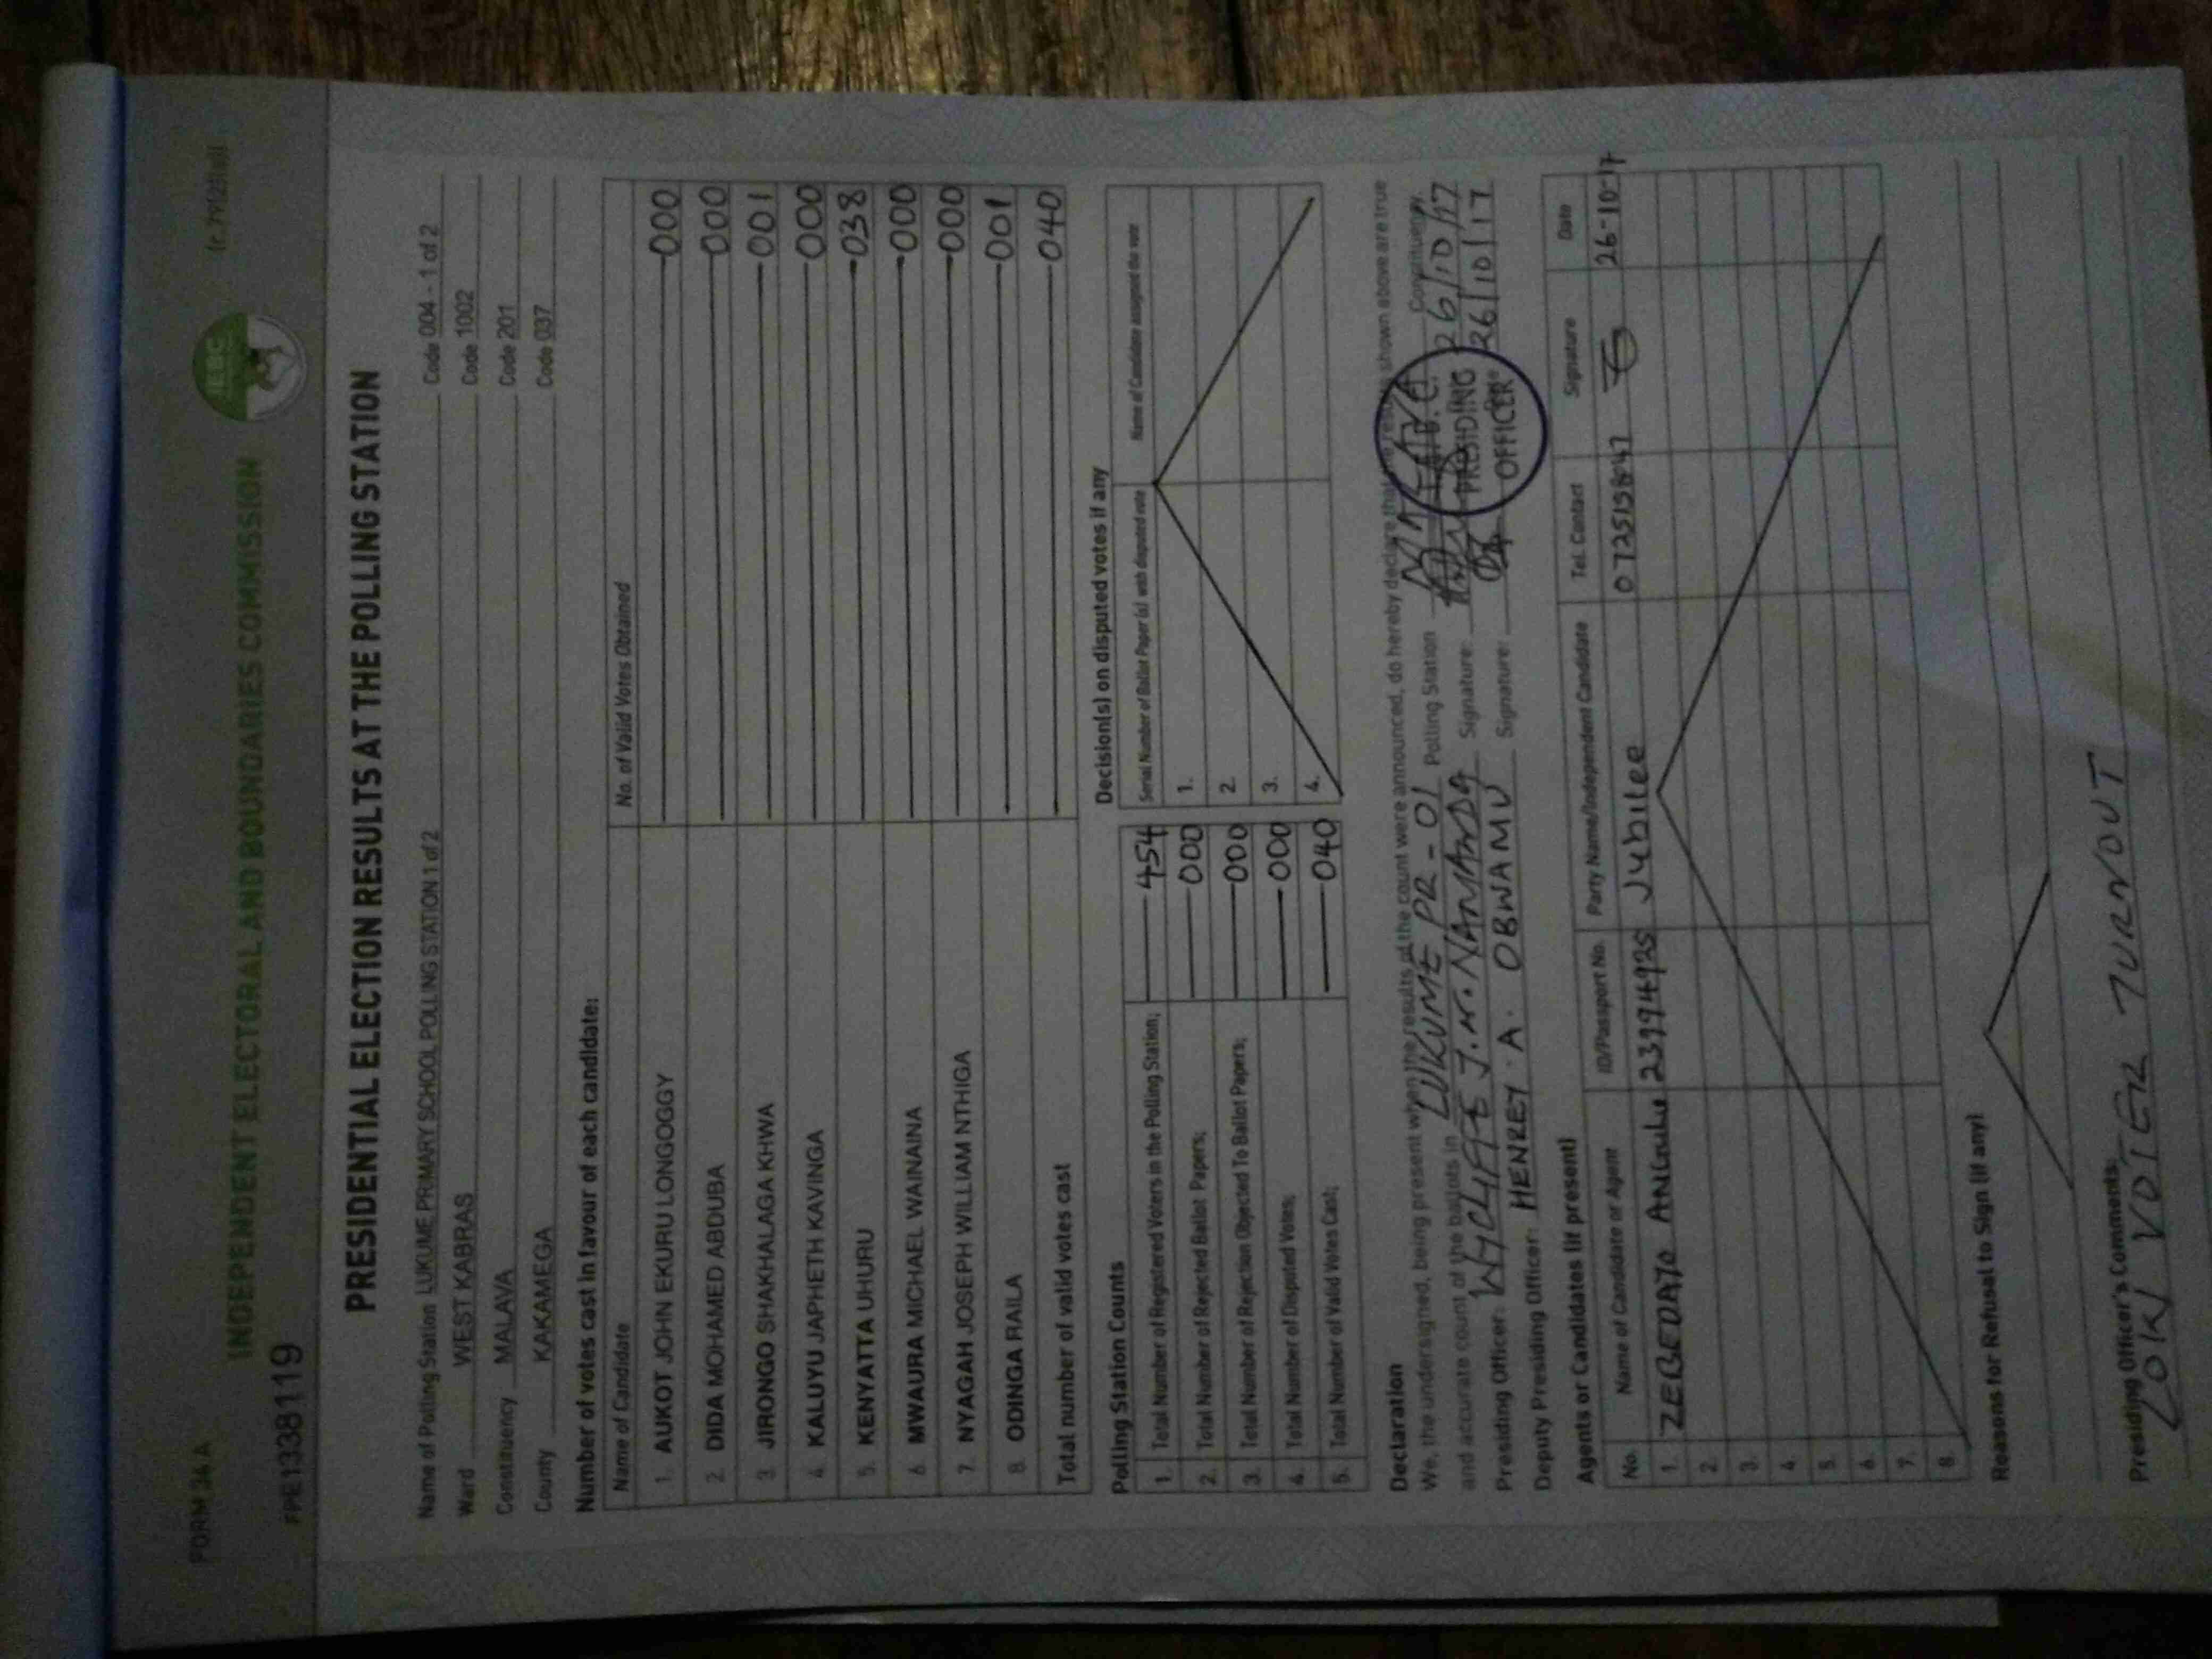 FORM 34 A
(r.79(2)(a))
INDEPENDENT ELECTORAL AND BOUNDARIES COMMISSION
IEBC
FPE1338119
PRESIDENTIAL ELECTION RESULTS AT THE POLLING STATION
Name of Polling Station LUKUME PRIMARY SCHOOL POLLING STATION 1 of 2 Code 004 - 1 of 2
Ward WEST KABRAS Code 1002
Constituency MALAVA Code 201
County KAKAMEGA Code 037
Number of votes cast in favour of each candidate:
Name of Candidate No. of Valid Votes Obtained
1. AUKOT JOHN EKURU LONGOGGY 000
2. DIDA MOHAMED ABDUBA 000
3. JIRONGO SHAKHALAGA KHWA 001
4. KALUYU JAPHETH KAVINGA 000
5. KENYATTA UHURU 038
6. MWAURA MICHAEL WAINAINA 000
7. NYAGAH JOSEPH WILLIAM NTHIGA 000
8. ODINGA RAILA 001
Total number of valid votes cast 040
Polling Station Counts
1. Total Number of Registered Voters in the Polling Station; 454
2. Total Number of Rejected Ballot Papers; 000
3. Total Number of Rejection Objected To Ballot Papers; 000
4. Total Number of Disputed Votes; 000
5. Total Number of Valid Votes Cast; 040
Decision(s) on disputed votes if any
Serial Number of Ballot Paper (s) with disputed vote Name of Candidate assigned the vote
1.
2.
3.
4.
Declaration
We, the undersigned, being present when the results of the count were announced, do hereby declare that the results shown above are true
and accurate count of the ballots in LUKUME PR - 01 Polling Station MALAVA Constituency.
Presiding Officer: WYCLIFFE J.N. NAMANDA Signature: 26/10/17
Deputy Presiding Officer: HENREY . A . OBWAMU Signature: Date 26/10/17
PRESIDING
OFFICER
Agents or Candidates (if present)
No. Name of Candidate or Agent ID/Passport No. Party Name/Independent Candidate Tel. Contact Signature Date
1. ZEBEDAYO 23994935 Jubilee 26-10-17
2.
3.
4.
5.
6.
7.
8.
Reasons for Refusal to Sign (if any)
Presiding Officer's Comments:
LOW VOTER TURNOUT